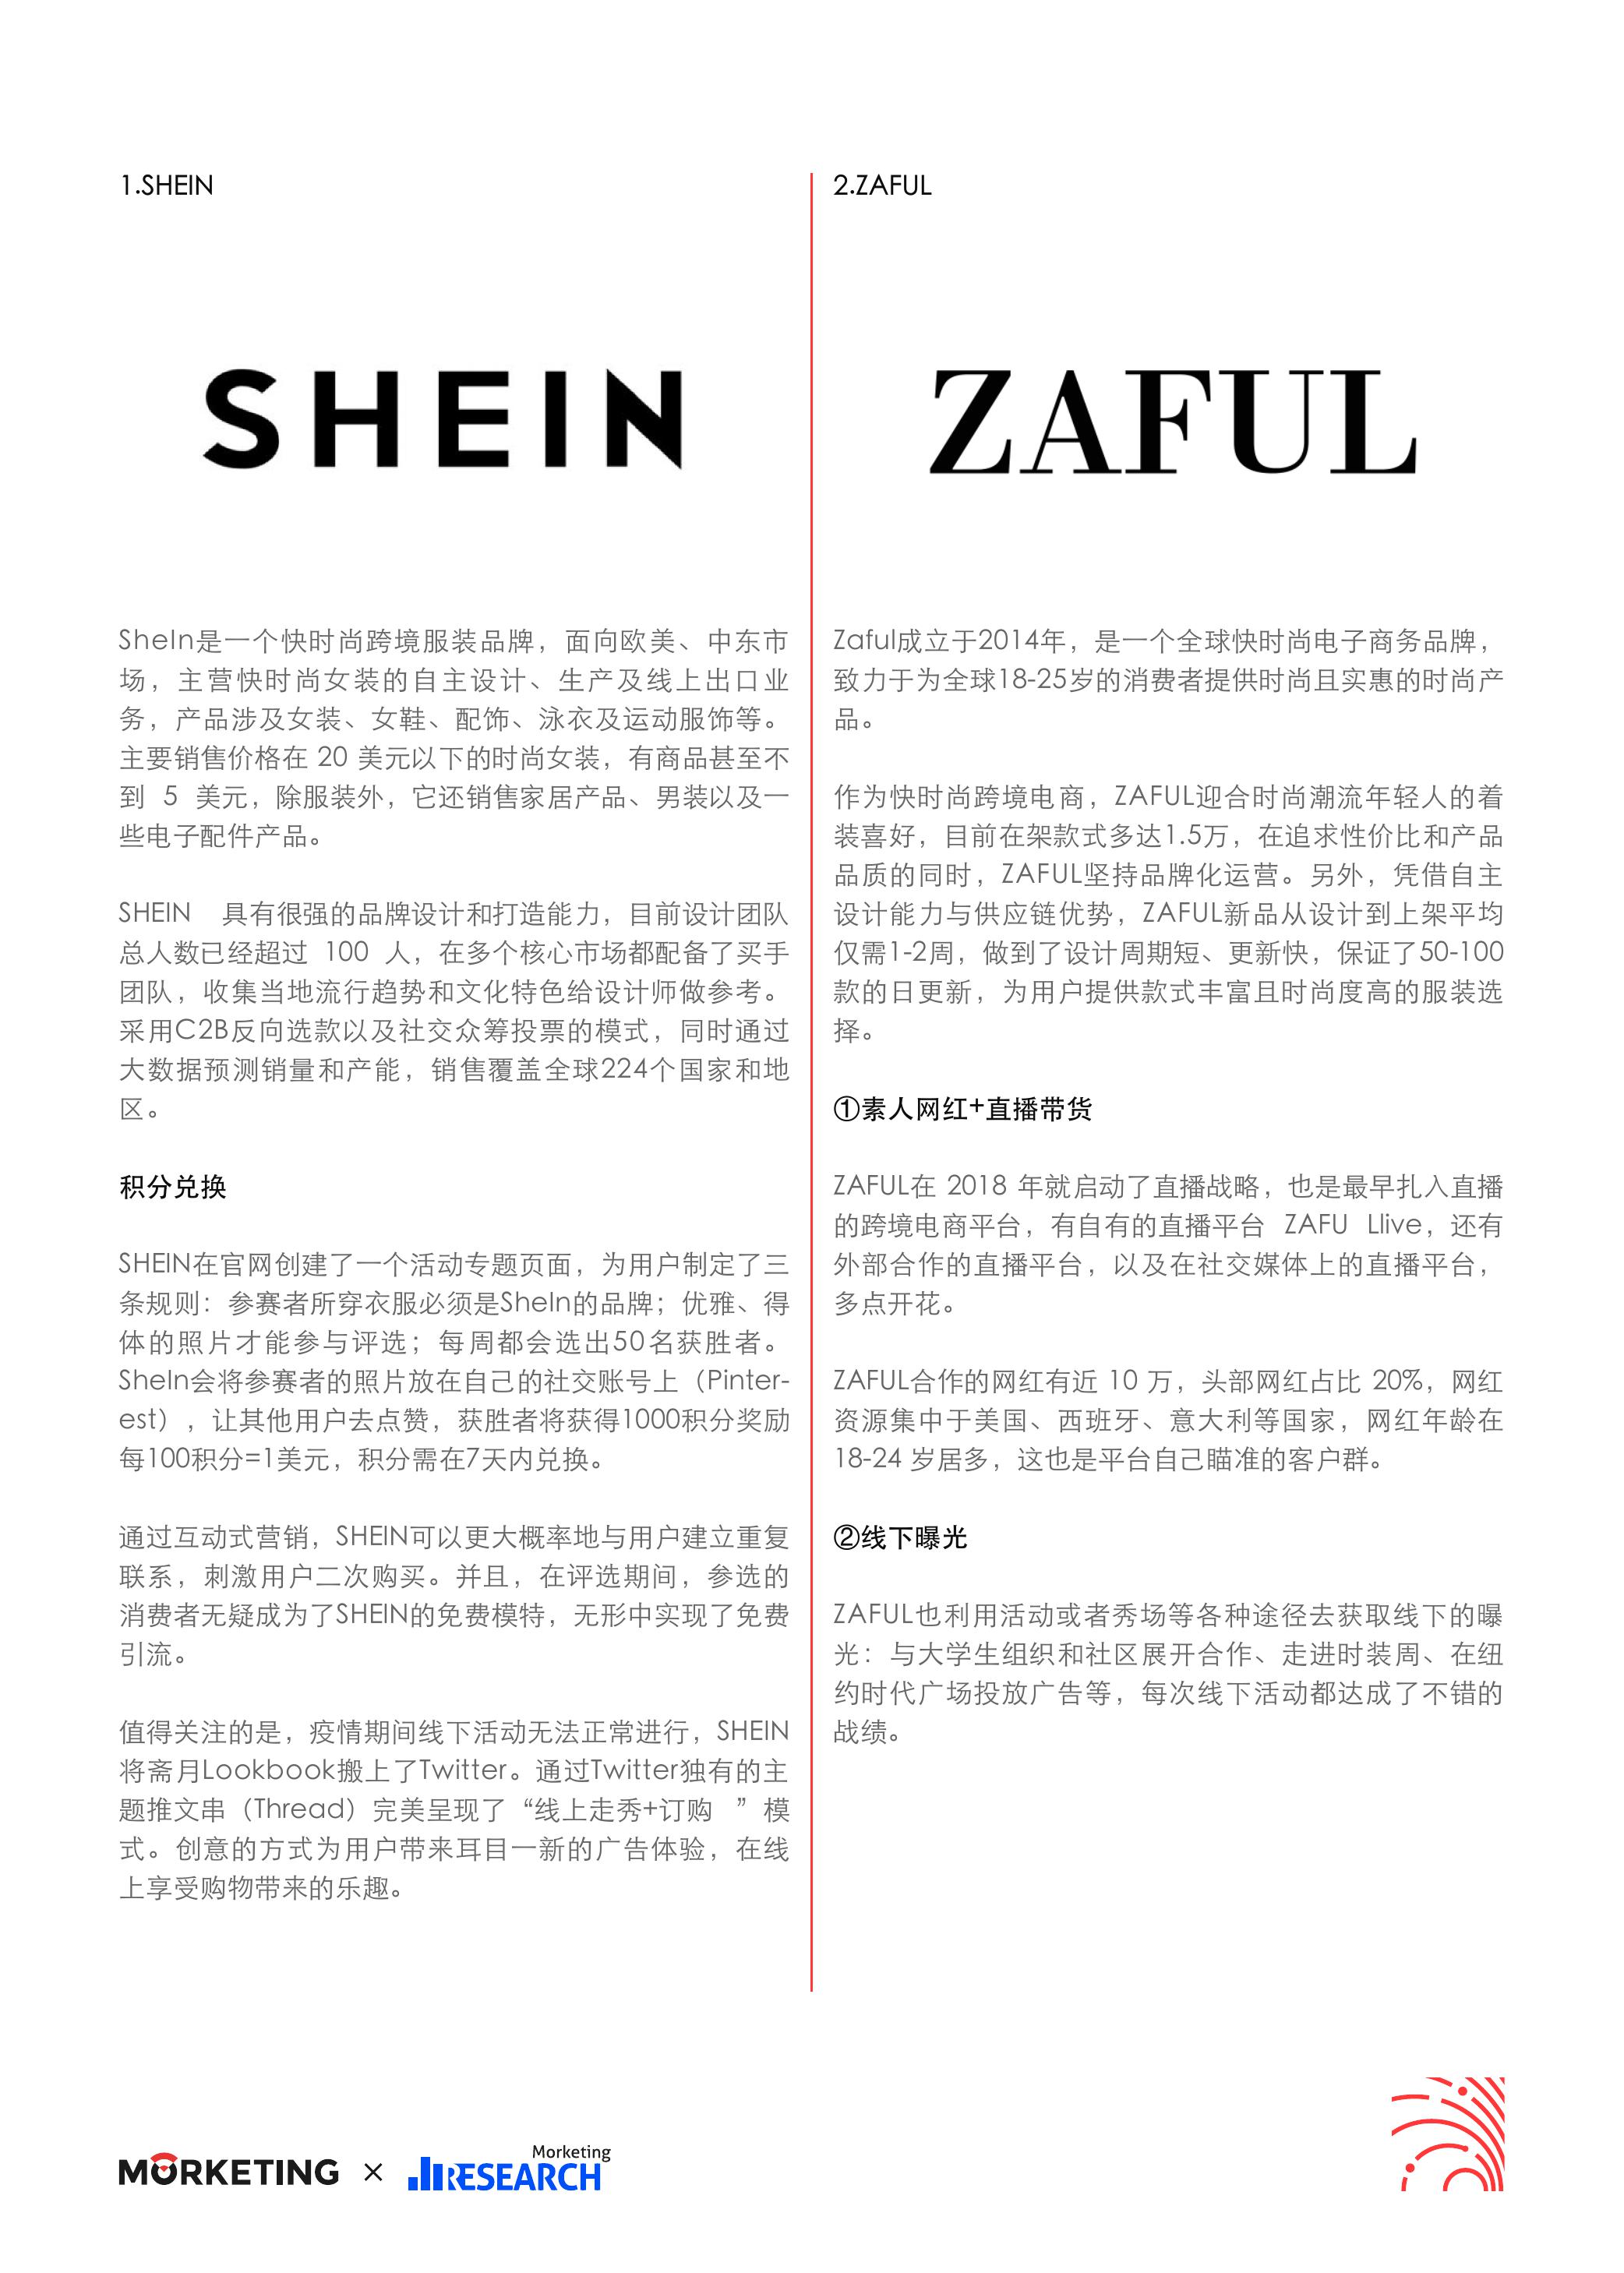 1.SHEIN
SHEIN
SheIn是一个快时尚跨境服装品牌，面向欧美、中东市
场，主营快时尚女装的自主设计、生产及线上出口业
务，产品涉及女装、女鞋、配饰、泳衣及运动服饰等。
主要销售价格在 20 美元以下的时尚女装，有商品甚至不
到 5 美元，除服装外，它还销售家居产品、男装以及一
些电子配件产品。
SHEIN 具有很强的品牌设计和打造能力，目前设计团队
总人数已经超过 100 人，在多个核心市场都配备了买手
团队，收集当地流行趋势和文化特色给设计师做参考。
采用C2B反向选款以及社交众筹投票的模式，同时通过
大数据预测销量和产能，销售覆盖全球224个国家和地
区。
积分兑换
SHEIN在官网创建了一个活动专题页面，为用户制定了三
条规则：参赛者所穿衣服必须是SheIn的品牌；优雅、得
体的照片才能参与评选；每周都会选出50名获胜者。
SheIn会将参赛者的照片放在自己的社交账号上（Pinter-
est），让其他用户去点赞，获胜者将获得1000积分奖励
每100积分=1美元，积分需在7天内兑换。
通过互动式营销，SHEIN可以更大概率地与用户建立重复
联系，刺激用户二次购买。并且，在评选期间，参选的
消费者无疑成为了SHEIN的免费模特，无形中实现了免费
引流。
值得关注的是，疫情期间线下活动无法正常进行，SHEIN
将斋月Lookbook搬上了Twitter。通过Twitter独有的主
题推文串（Thread）完美呈现了“线上走秀+订购 ”模
式。创意的方式为用户带来耳目一新的广告体验，在线
上享受购物带来的乐趣。
2.ZAFUL
ZAFUL
Zaful成立于2014年，是一个全球快时尚电子商务品牌，
致力于为全球18-25岁的消费者提供时尚且实惠的时尚产
品。
作为快时尚跨境电商，ZAFUL迎合时尚潮流年轻人的着
装喜好，目前在架款式多达1.5万，在追求性价比和产品
品质的同时，ZAFUL坚持品牌化运营。另外，凭借自主
设计能力与供应链优势，ZAFUL新品从设计到上架平均
仅需1-2周，做到了设计周期短、更新快，保证了50-100
款的日更新，为用户提供款式丰富且时尚度高的服装选
择。
①素人网红+直播带货
ZAFUL在 2018 年就启动了直播战略，也是最早扎入直播
的跨境电商平台，有自有的直播平台 ZAFU Llive，还有
外部合作的直播平台，以及在社交媒体上的直播平台，
多点开花。
ZAFUL合作的网红有近 10 万，头部网红占比 20%，网红
资源集中于美国、西班牙、意大利等国家，网红年龄在
18-24 岁居多，这也是平台自己瞄准的客户群。
②线下曝光
ZAFUL也利用活动或者秀场等各种途径去获取线下的曝
光：与大学生组织和社区展开合作、走进时装周、在纽
约时代广场投放广告等，每次线下活动都达成了不错的
战绩。
MORKETING × Morketing
RESEARCH